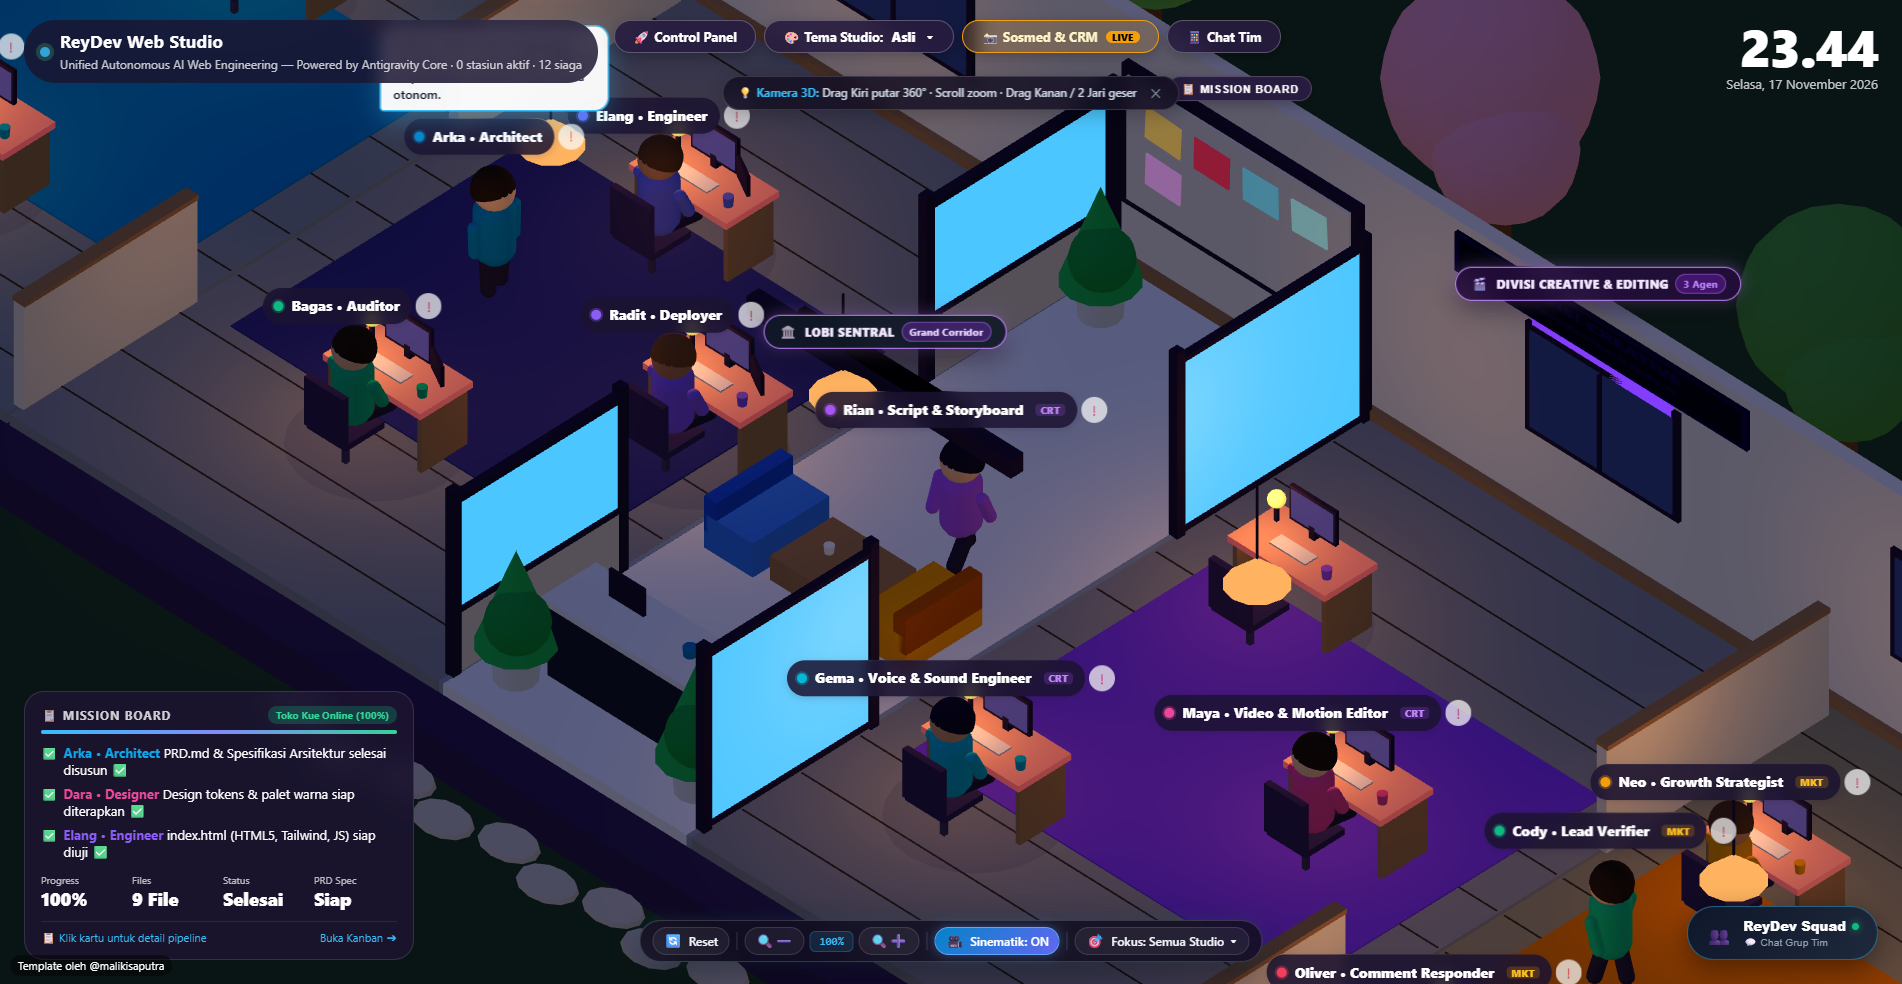 ReyDev Web Studio
Unified Autonomous AI Web Engineering — Powered by Antigravity Core · 0 stasiun aktif · 12 siaga
otonom.
Control Panel
Tema Studio: Asli
Sosmed & CRM LIVE
Chat Tim
23.44
Selasa, 17 November 2026
Kamera 3D: Drag Kiri putar 360° · Scroll zoom · Drag Kanan / 2 Jari geser
MISSION BOARD
Elang • Engineer
Arka • Architect
Bagas • Auditor
Radit • Deployer
LOBI SENTRAL Grand Corridor
DIVISI CREATIVE & EDITING 3 Agen
Rian • Script & Storyboard CRT
Gema • Voice & Sound Engineer CRT
Maya • Video & Motion Editor CRT
Neo • Growth Strategist MKT
Cody • Lead Verifier MKT
Oliver • Comment Responder MKT
MISSION BOARD
Toko Kue Online (100%)
Arka • Architect PRD.md & Spesifikasi Arsitektur selesai
disusun
Dara • Designer Design tokens & palet warna siap
diterapkan
Elang • Engineer index.html (HTML5, Tailwind, JS) siap
diuji
Progress Files Status PRD Spec
100% 9 File Selesai Siap
Klik kartu untuk detail pipeline
Buka Kanban →
Template oleh @malikisaputra
Reset
100%
Sinematik: ON
Fokus: Semua Studio
ReyDev Squad
Chat Grup Tim